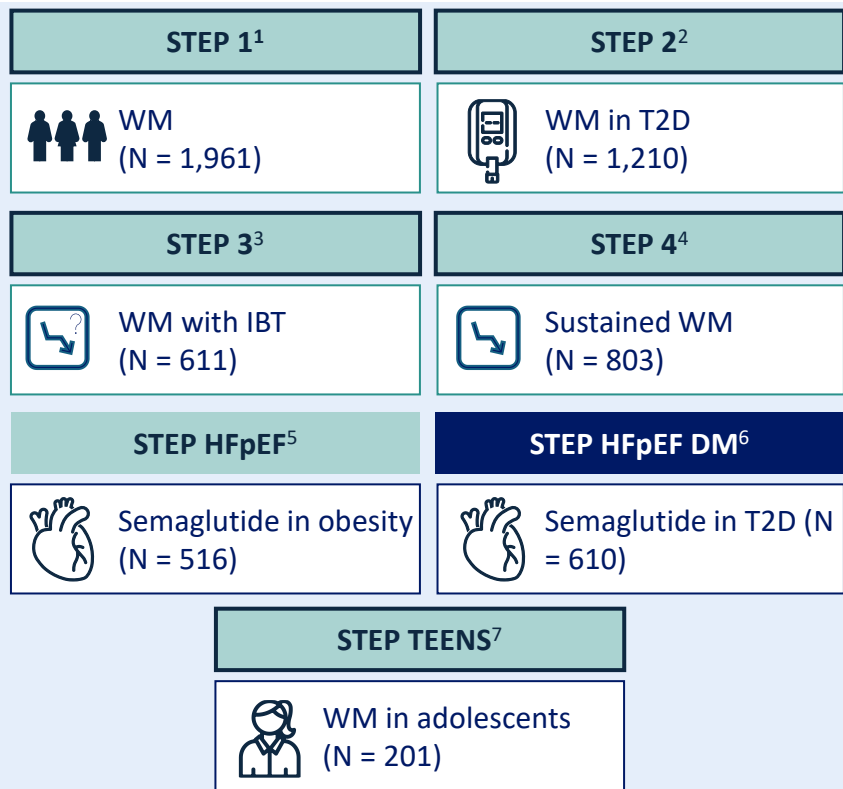 STEP 1¹
STEP 2²
WM
(N = 1,961)
WM in T2D
(N = 1,210)
STEP 3³
STEP 4⁴
?
WM with IBT
(N = 611)
Sustained WM
(N = 803)
STEP HFpEF⁵
STEP HFpEF DM⁶
Semaglutide in obesity
(N = 516)
Semaglutide in T2D (N
= 610)
STEP TEENS⁷
WM in adolescents
(N = 201)